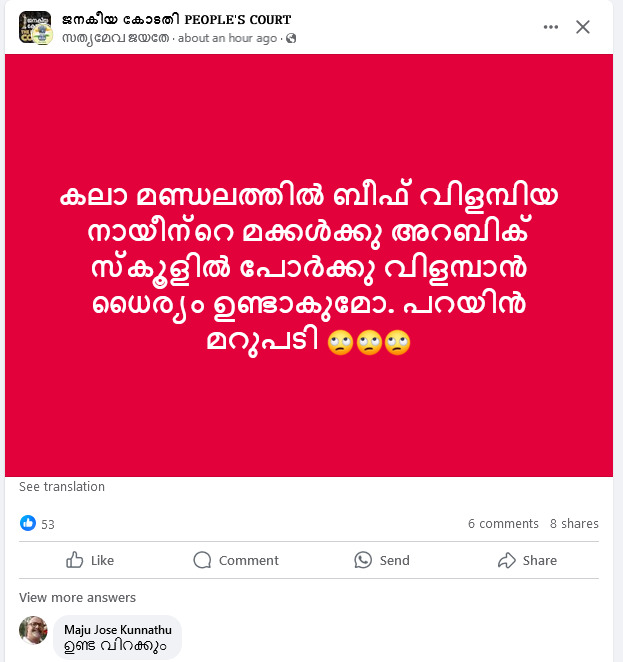 ജനകീയ കോടതി PEOPLE'S COURT
സത്യമേവ ജയതേ · about an hour ago ·
കലാ മണ്ഡലത്തിൽ ബീഫ് വിളമ്പിയ
നായീന്റെ മക്കൾക്കു അറബിക്
സ്കൂളിൽ പോർക്കു വിളമ്പാൻ
ധൈര്യം ഉണ്ടാകുമോ. പറയിൻ
മറുപടി 🙄🙄🙄
See translation
53
6 comments 8 shares
Like Comment Send Share
View more answers
Maju Jose Kunnathu
ഉണ്ട വിറക്കും